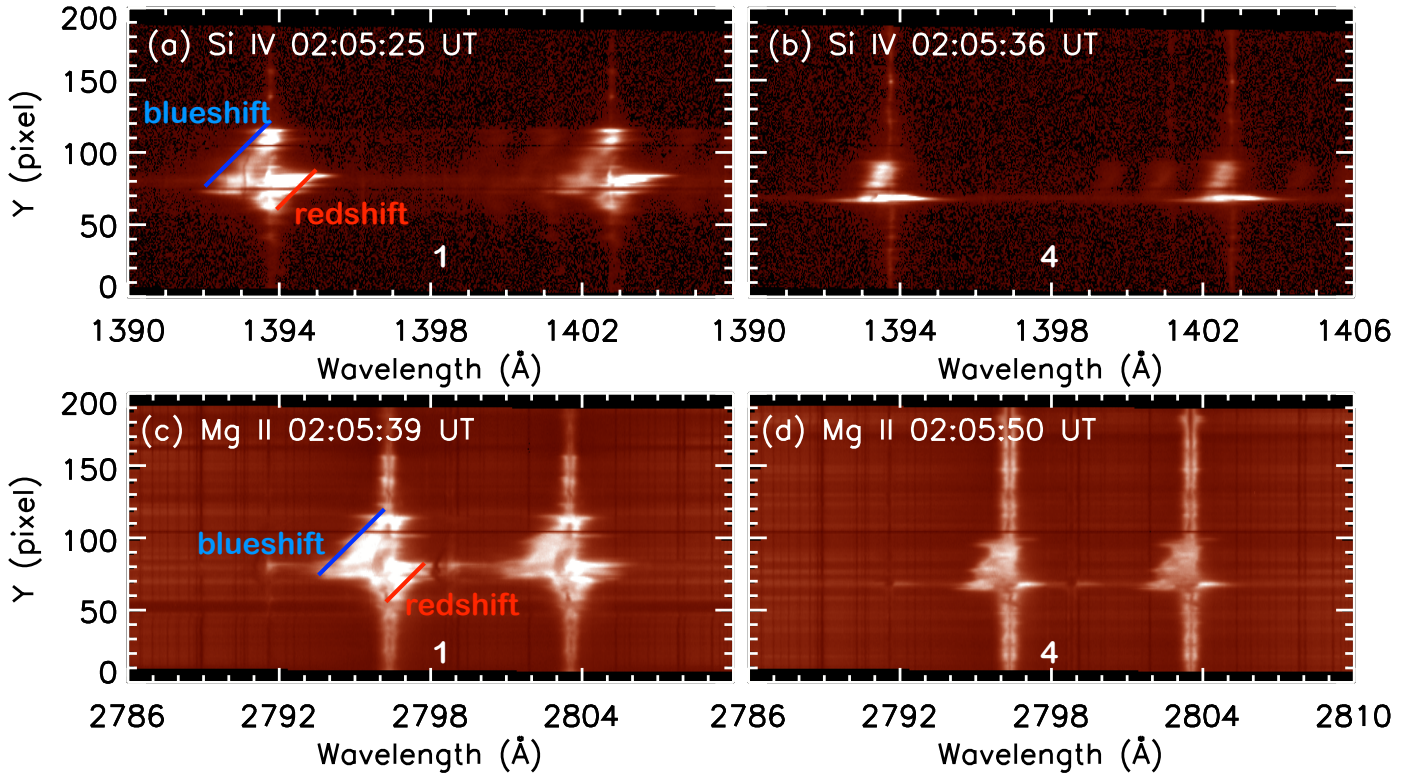 200
150
100
50
0
Y (pixel)
(a) Si IV 02:05:25 UT
blueshift
redshift
1
(b) Si IV 02:05:36 UT
4
1390 1394 1398 1402 1390 1394 1398 1402 1406
Wavelength (Å) Wavelength (Å)
200
150
100
50
0
Y (pixel)
(c) Mg II 02:05:39 UT
blueshift
redshift
1
(d) Mg II 02:05:50 UT
4
2786 2792 2798 2804 2786 2792 2798 2804 2810
Wavelength (Å) Wavelength (Å)